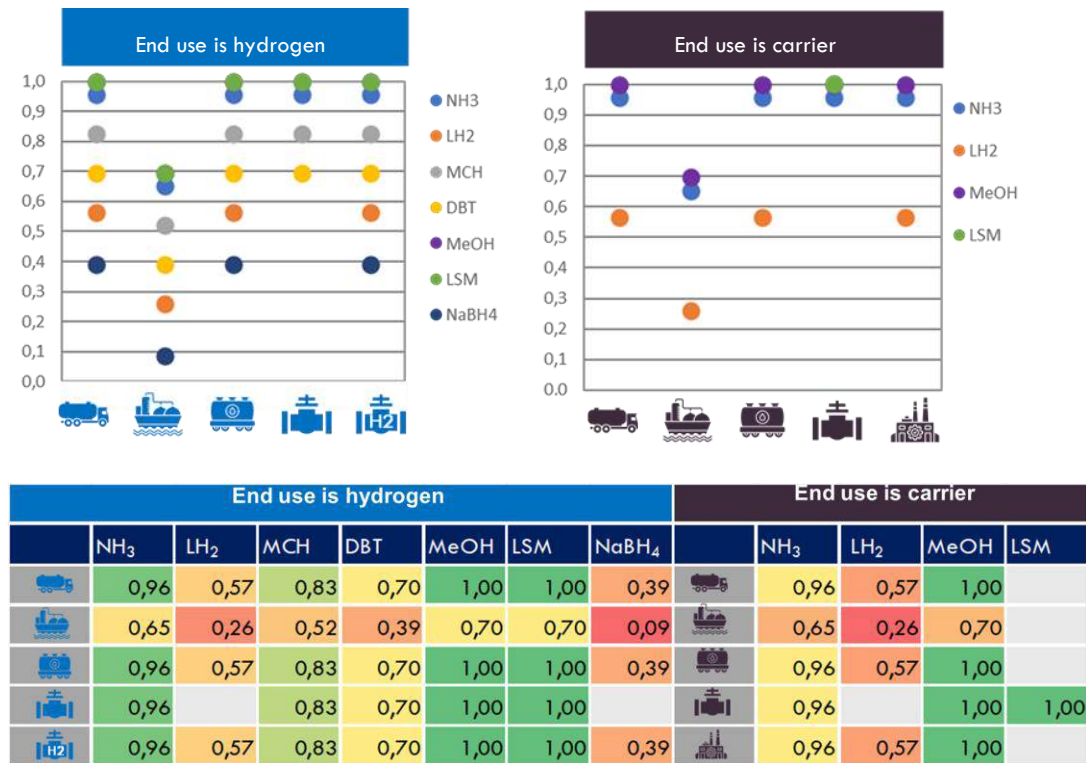 End use is hydrogen
1,0
0,9
0,8
0,7
0,6
0,5
0,4
0,3
0,2
0,1
0,0
NH3
LH2
MCH
DBT
MeOH
LSM
NaBH4
H2
End use is carrier
1,0
0,9
0,8
0,7
0,6
0,5
0,4
0,3
0,2
0,1
0.0
NH3
LH2
MeOH
LSM
End use is hydrogen End use is carrier
NH₃ LH₂ MCH DBT MeOH LSM NaBH₄ NH₃ LH₂ MeOH LSM
0,96 0,57 0,83 0,70 1,00 1,00 0,39 0,96 0,57 1,00
0,65 0,26 0,52 0,39 0,70 0,70 0,09 0,65 0,26 0,70
0,96 0,57 0,83 0,70 1,00 1,00 0,39 0,96 0,57 1,00
0,96 0,83 0,70 1,00 1,00 0,96 1,00 1,00
H2 0,96 0,57 0,83 0,70 1,00 1,00 0,39 0,96 0,57 1,00